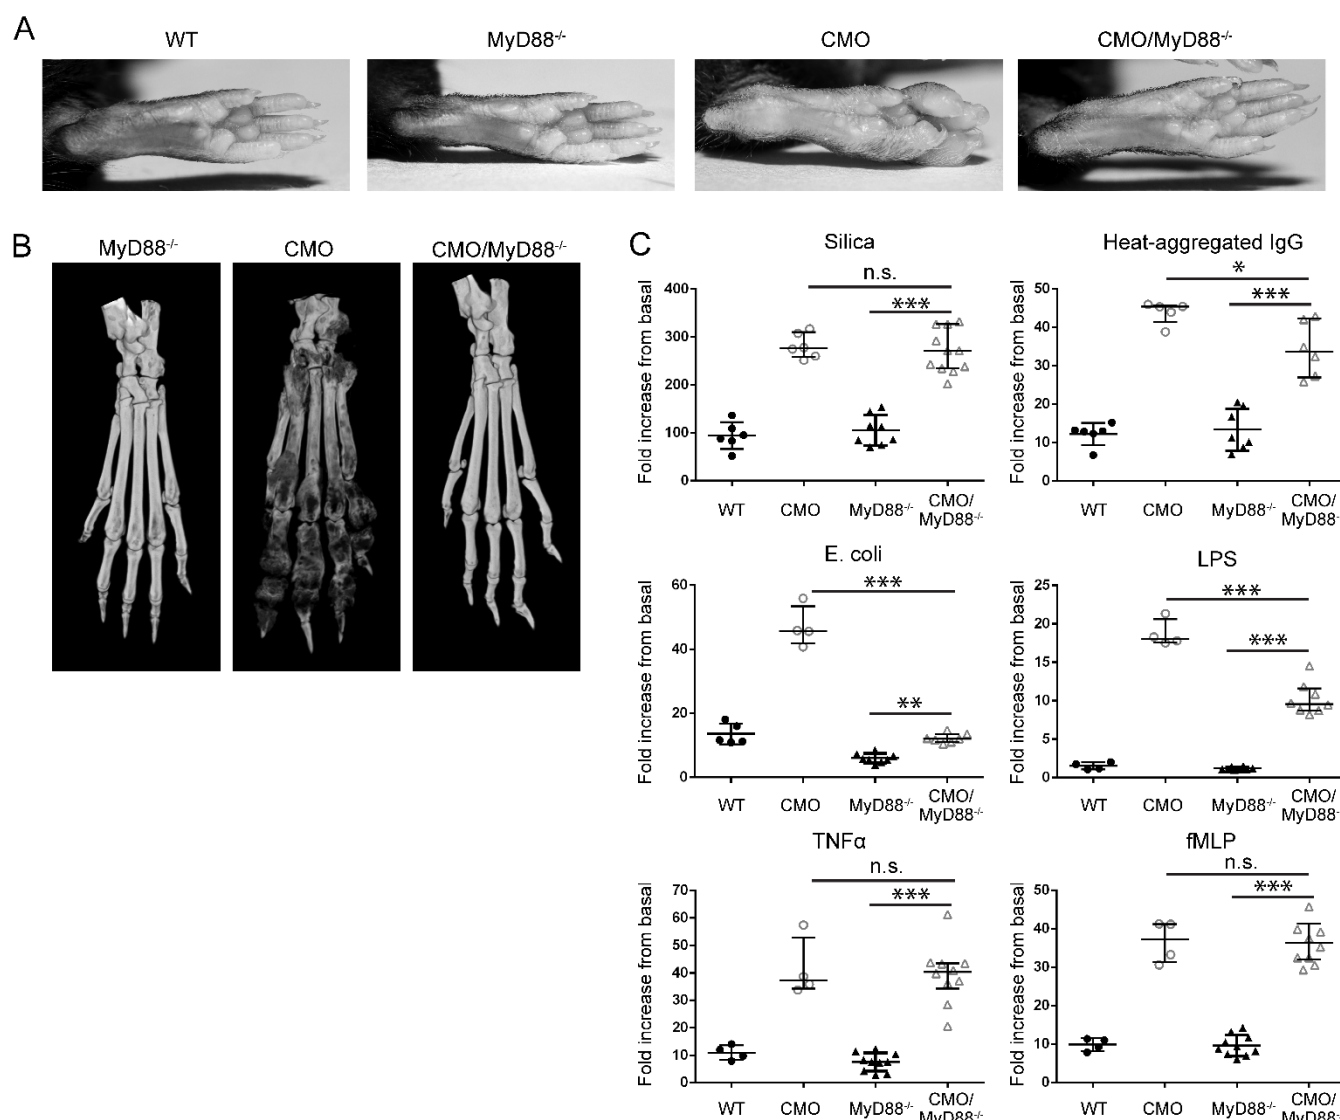 A
WT
MyD88-/-
CMO
CMO/MyD88-/-
B
MyD88-/-
CMO
CMO/MyD88-/-
C
Silica
n.s.
***
Fold increase from basal
400
300
200
100
0
WT
CMO
MyD88-/-
CMO/
MyD88-/-
Heat-aggregated IgG
*
***
Fold increase from basal
50
40
30
20
10
0
WT
CMO
MyD88-/-
CMO/
MyD88-/-
E. coli
***
**
Fold increase from basal
60
40
20
0
WT
CMO
MyD88-/-
CMO/
MyD88-/-
LPS
***
***
Fold increase from basal
25
20
15
10
5
0
WT
CMO
MyD88-/-
CMO/
MyD88-/-
TNFα
n.s.
***
Fold increase from basal
70
60
50
40
30
20
10
0
WT
CMO
MyD88-/-
CMO/
MyD88-/-
fMLP
n.s.
***
Fold increase from basal
50
40
30
20
10
0
WT
CMO
MyD88-/-
CMO/
MyD88-/-